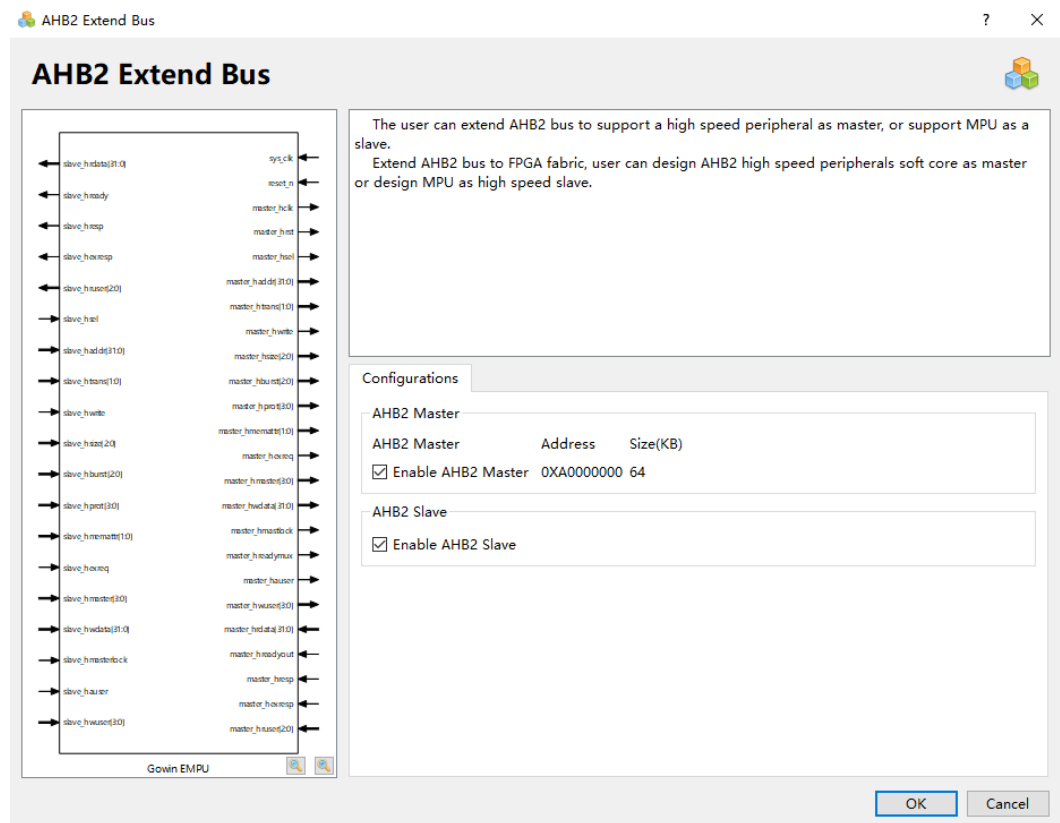 AHB2 Extend Bus
?
AHB2 Extend Bus
slave_hrdata[31:0]
slave_hready
slave_hresp
slave_hexresp
slave_hruser[2:0]
slave_hsel
slave_haddr[31:0]
slave_htrans[1:0]
slave_hwrite
slave_hsize[2:0]
slave_hburst[2:0]
slave_hprot[3:0]
slave_hmemattr[1:0]
slave_hexreq
slave_hmaster[3:0]
slave_hwdata[31:0]
slave_hmasterlock
slave_hauser
slave_hwuser[3:0]
sys_clk
reset_n
master_hclk
master_hrst
master_hsel
master_haddr[31:0]
master_htrans[1:0]
master_hwrite
master_hsize[2:0]
master_hburst[2:0]
master_hprot[3:0]
master_hmemattr[1:0]
master_hexreq
master_hmaster[3:0]
master_hwdata[31:0]
master_hmastlock
master_hreadymux
master_hauser
master_hwuser[3:0]
master_hrdata[31:0]
master_hreadyout
master_hresp
master_hexresp
master_hruser[2:0]
Gowin EMPU
The user can extend AHB2 bus to support a high speed peripheral as master, or support MPU as a
slave.
Extend AHB2 bus to FPGA fabric, user can design AHB2 high speed peripherals soft core as master
or design MPU as high speed slave.
Configurations
AHB2 Master
AHB2 Master Address Size(KB)
Enable AHB2 Master 0XA0000000 64
AHB2 Slave
Enable AHB2 Slave
OK Cancel